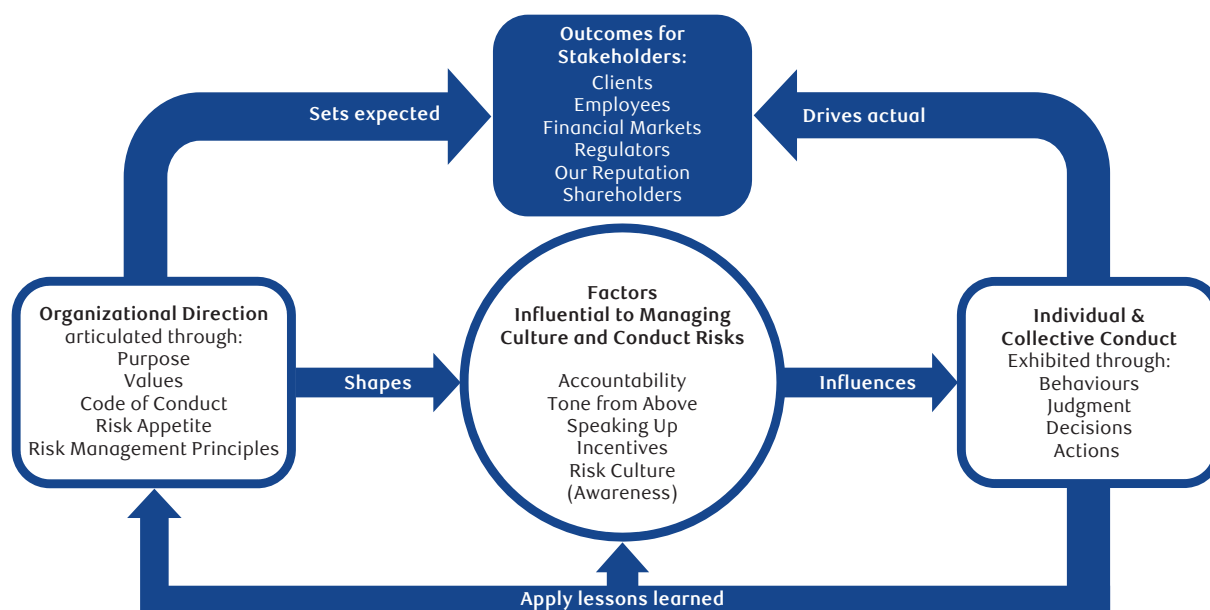 Outcomes for
Stakeholders:
Clients
Employees
Financial Markets
Regulators
Our Reputation
Shareholders
Sets expected
Drives actual
Organizational Direction
articulated through:
Purpose
Values
Code of Conduct
Risk Appetite
Risk Management Principles
Shapes
Factors
Influential to Managing
Culture and Conduct Risks
Accountability
Tone from Above
Speaking Up
Incentives
Risk Culture
(Awareness)
Influences
Individual &
Collective Conduct
Exhibited through:
Behaviours
Judgment
Decisions
Actions
Apply lessons learned